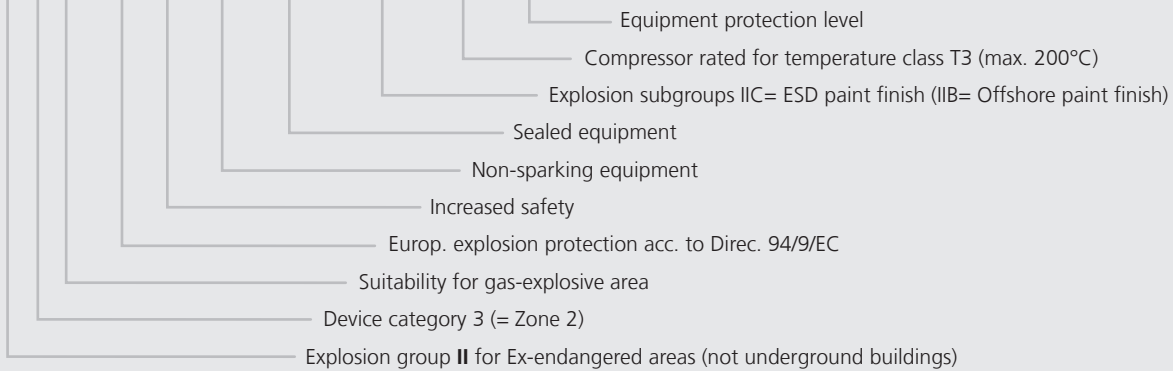 Equipment protection level
Compressor rated for temperature class T3 (max. 200°C)
Explosion subgroups IIC= ESD paint finish (IIB= Offshore paint finish)
Sealed equipment
Non-sparking equipment
Increased safety
Europ. explosion protection acc. to Direc. 94/9/EC
Suitability for gas-explosive area
Device category 3 (= Zone 2)
Explosion group II for Ex-endangered areas (not underground buildings)